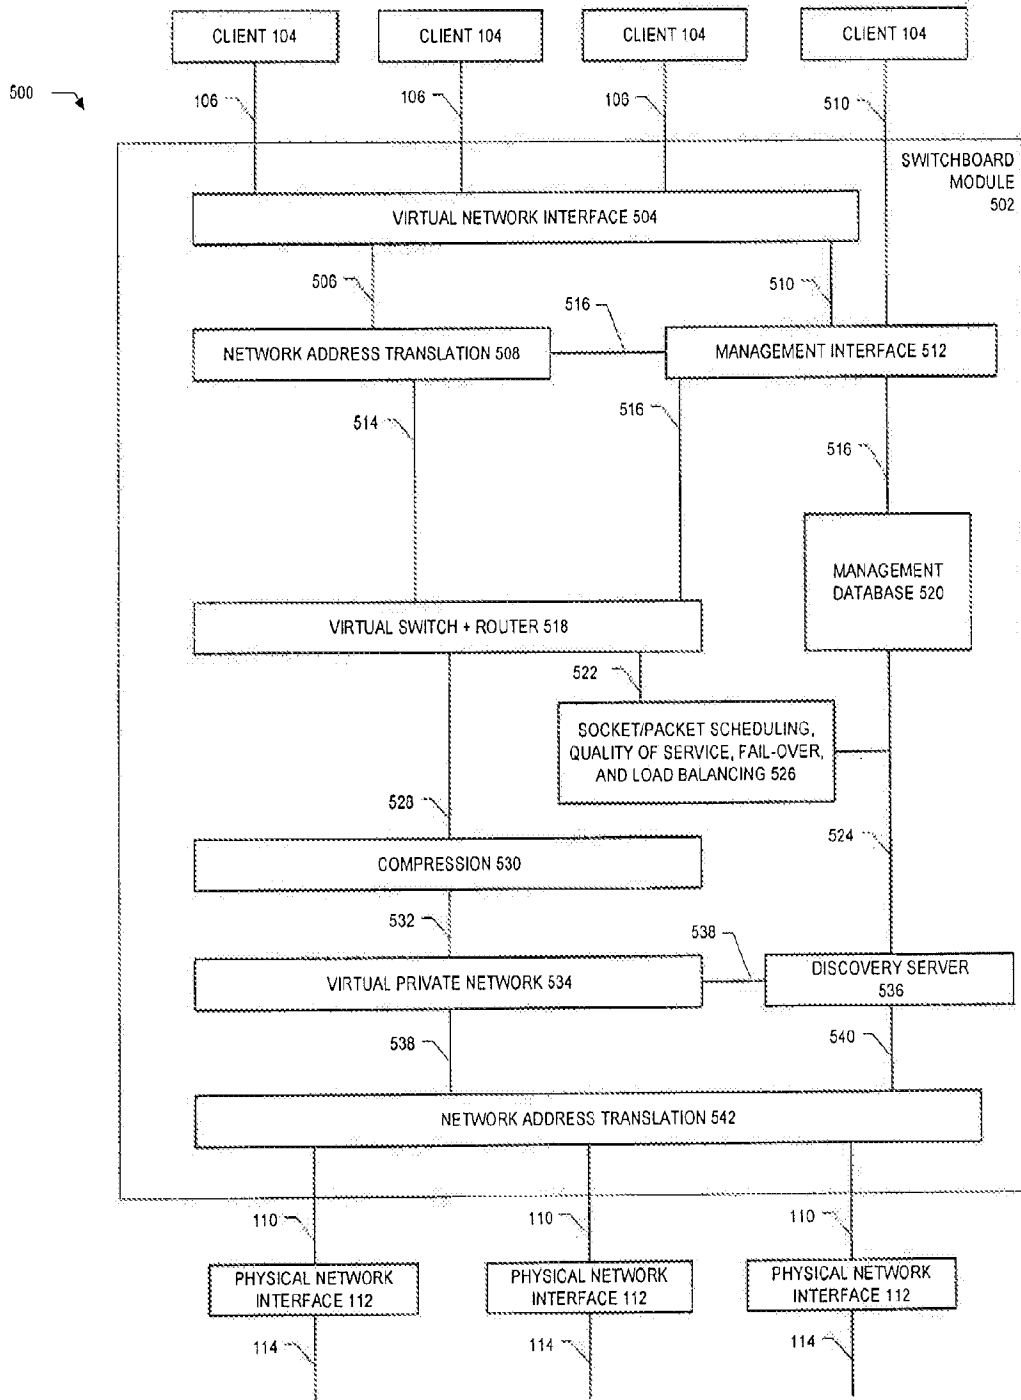 CLIENT 104
CLIENT 104
CLIENT 104
CLIENT 104
500
106
106
106
510
SWITCHBOARD
MODULE
502
VIRTUAL NETWORK INTERFACE 504
506
510
516
NETWORK ADDRESS TRANSLATION 508
MANAGEMENT INTERFACE 512
514
516
516
MANAGEMENT
DATABASE 520
VIRTUAL SWITCH + ROUTER 518
522
SOCKET/PACKET SCHEDULING,
QUALITY OF SERVICE, FAIL-OVER,
AND LOAD BALANCING 526
528
524
COMPRESSION 530
532
538
VIRTUAL PRIVATE NETWORK 534
DISCOVERY SERVER
536
538
540
NETWORK ADDRESS TRANSLATION 542
110
110
110
PHYSICAL NETWORK
INTERFACE 112
PHYSICAL NETWORK
INTERFACE 112
PHYSICAL NETWORK
INTERFACE 112
114
114
114